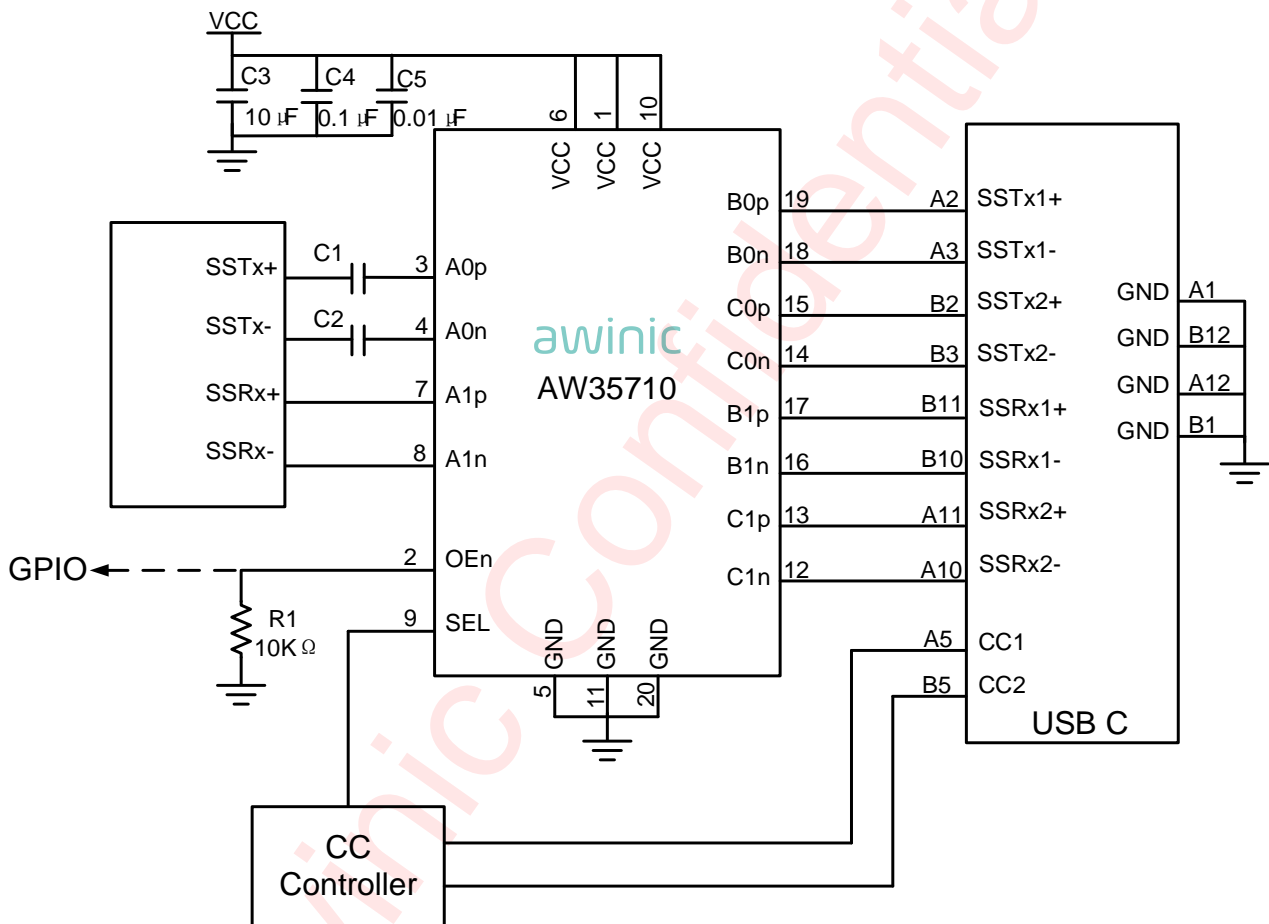 VCC
C3
C4
C5
10 μF
0.1 μF
0.01 μF
6
1
10
VCC
VCC
VCC
SSTx+
C1
3
A0p
SSTx-
C2
4
A0n
SSRx+
7
A1p
SSRx-
8
A1n
awinic
AW35710
B0p
19
A2
SSTx1+
B0n
18
A3
SSTx1-
C0p
15
B2
SSTx2+
C0n
14
B3
SSTx2-
B1p
17
B11
SSRx1+
B1n
16
B10
SSRx1-
C1p
13
A11
SSRx2+
C1n
12
A10
SSRx2-
GND
A1
GND
B12
GND
A12
GND
B1
GPIO
2
OEn
R1
10KΩ
9
SEL
GND
GND
GND
5
11
20
A5
CC1
B5
CC2
USB C
CC
Controller
winic Confidentia